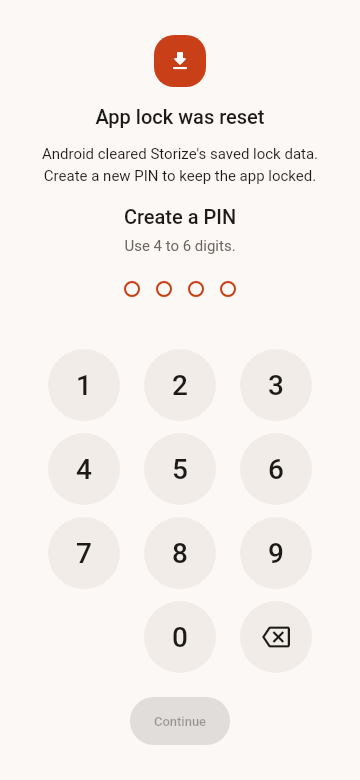 App lock was reset
Android cleared Storize's saved lock data.
Create a new PIN to keep the app locked.
Create a PIN
Use 4 to 6 digits.
1 2 3
4 5 6
7 8 9
0
Continue